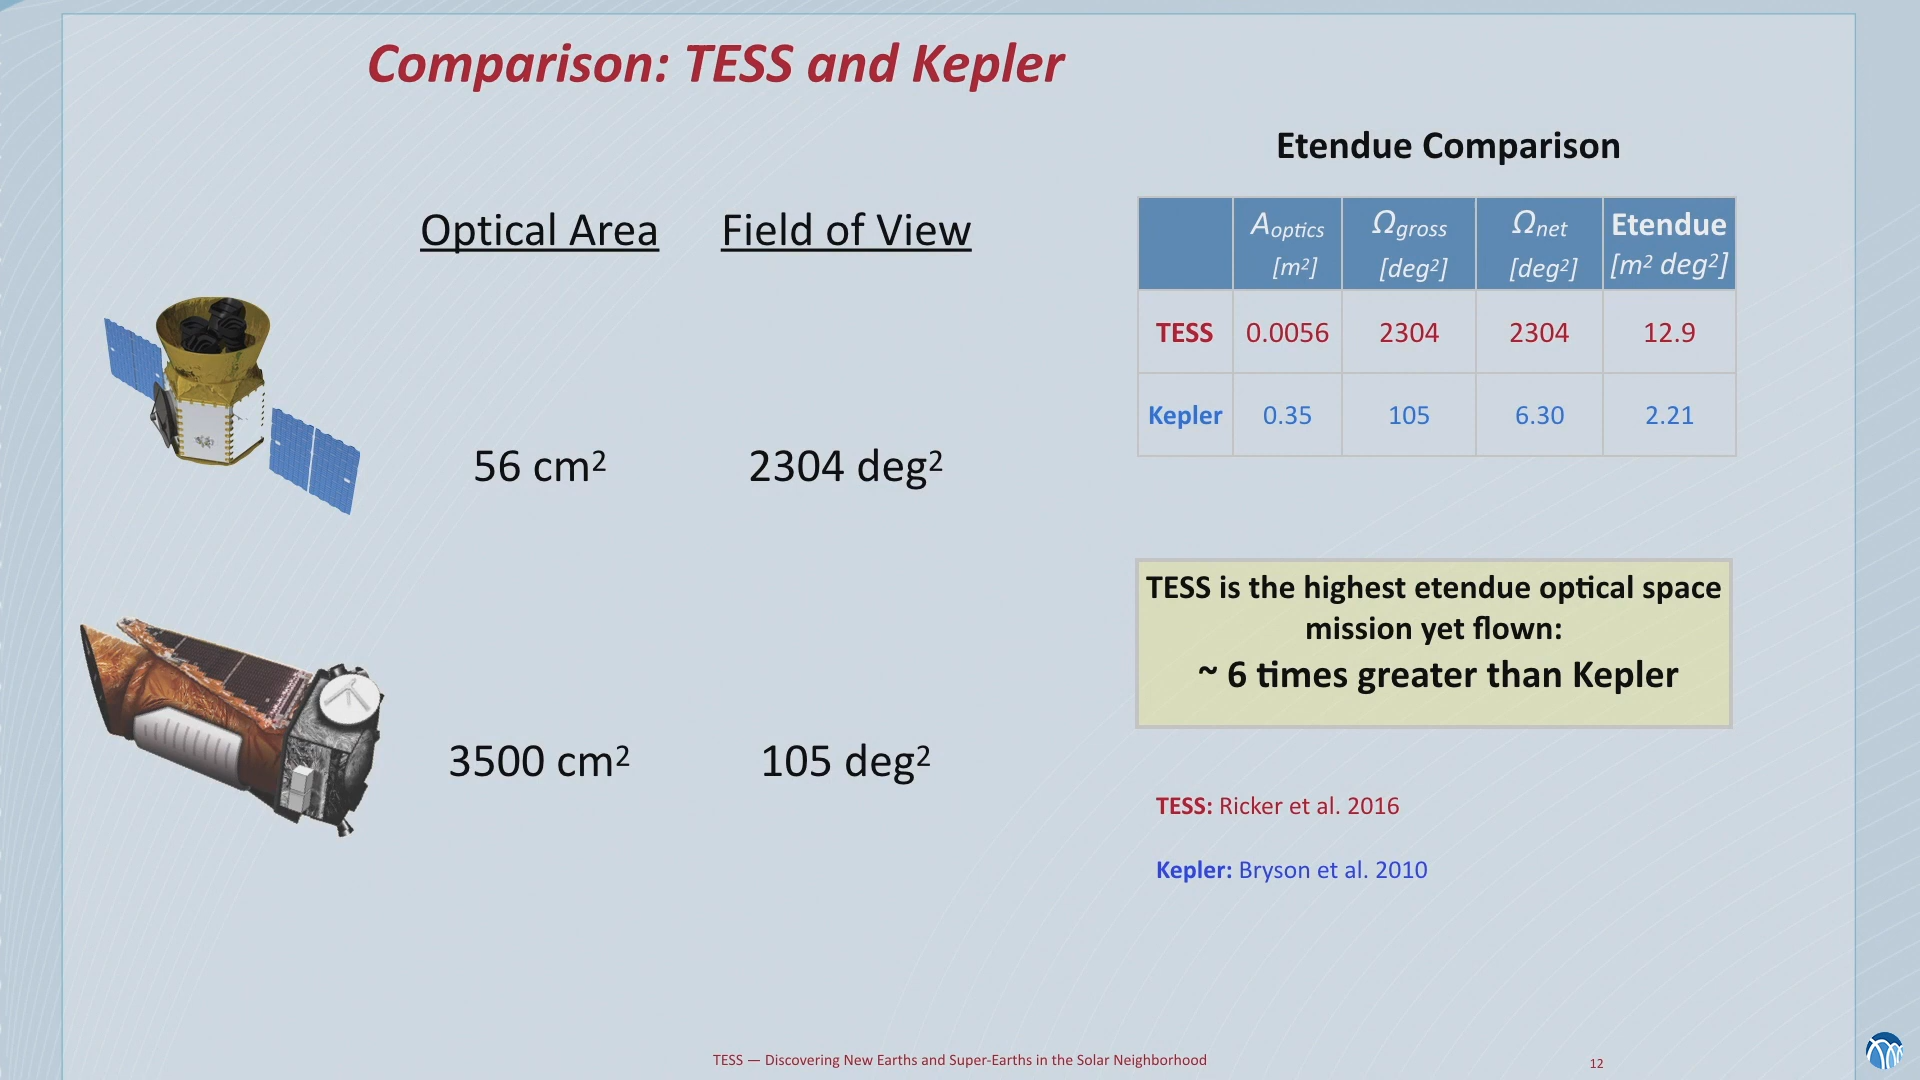 Comparison: TESS and Kepler
Optical Area Field of View
56 cm² 2304 deg²
3500 cm² 105 deg²
Etendue Comparison
A_optics [m²] Ω_gross [deg²] Ω_net [deg²] Etendue [m² deg²]
TESS 0.0056 2304 2304 12.9
Kepler 0.35 105 6.30 2.21
TESS is the highest etendue optical space
mission yet flown:
~ 6 times greater than Kepler
TESS: Ricker et al. 2016
Kepler: Bryson et al. 2010
TESS — Discovering New Earths and Super-Earths in the Solar Neighborhood
12